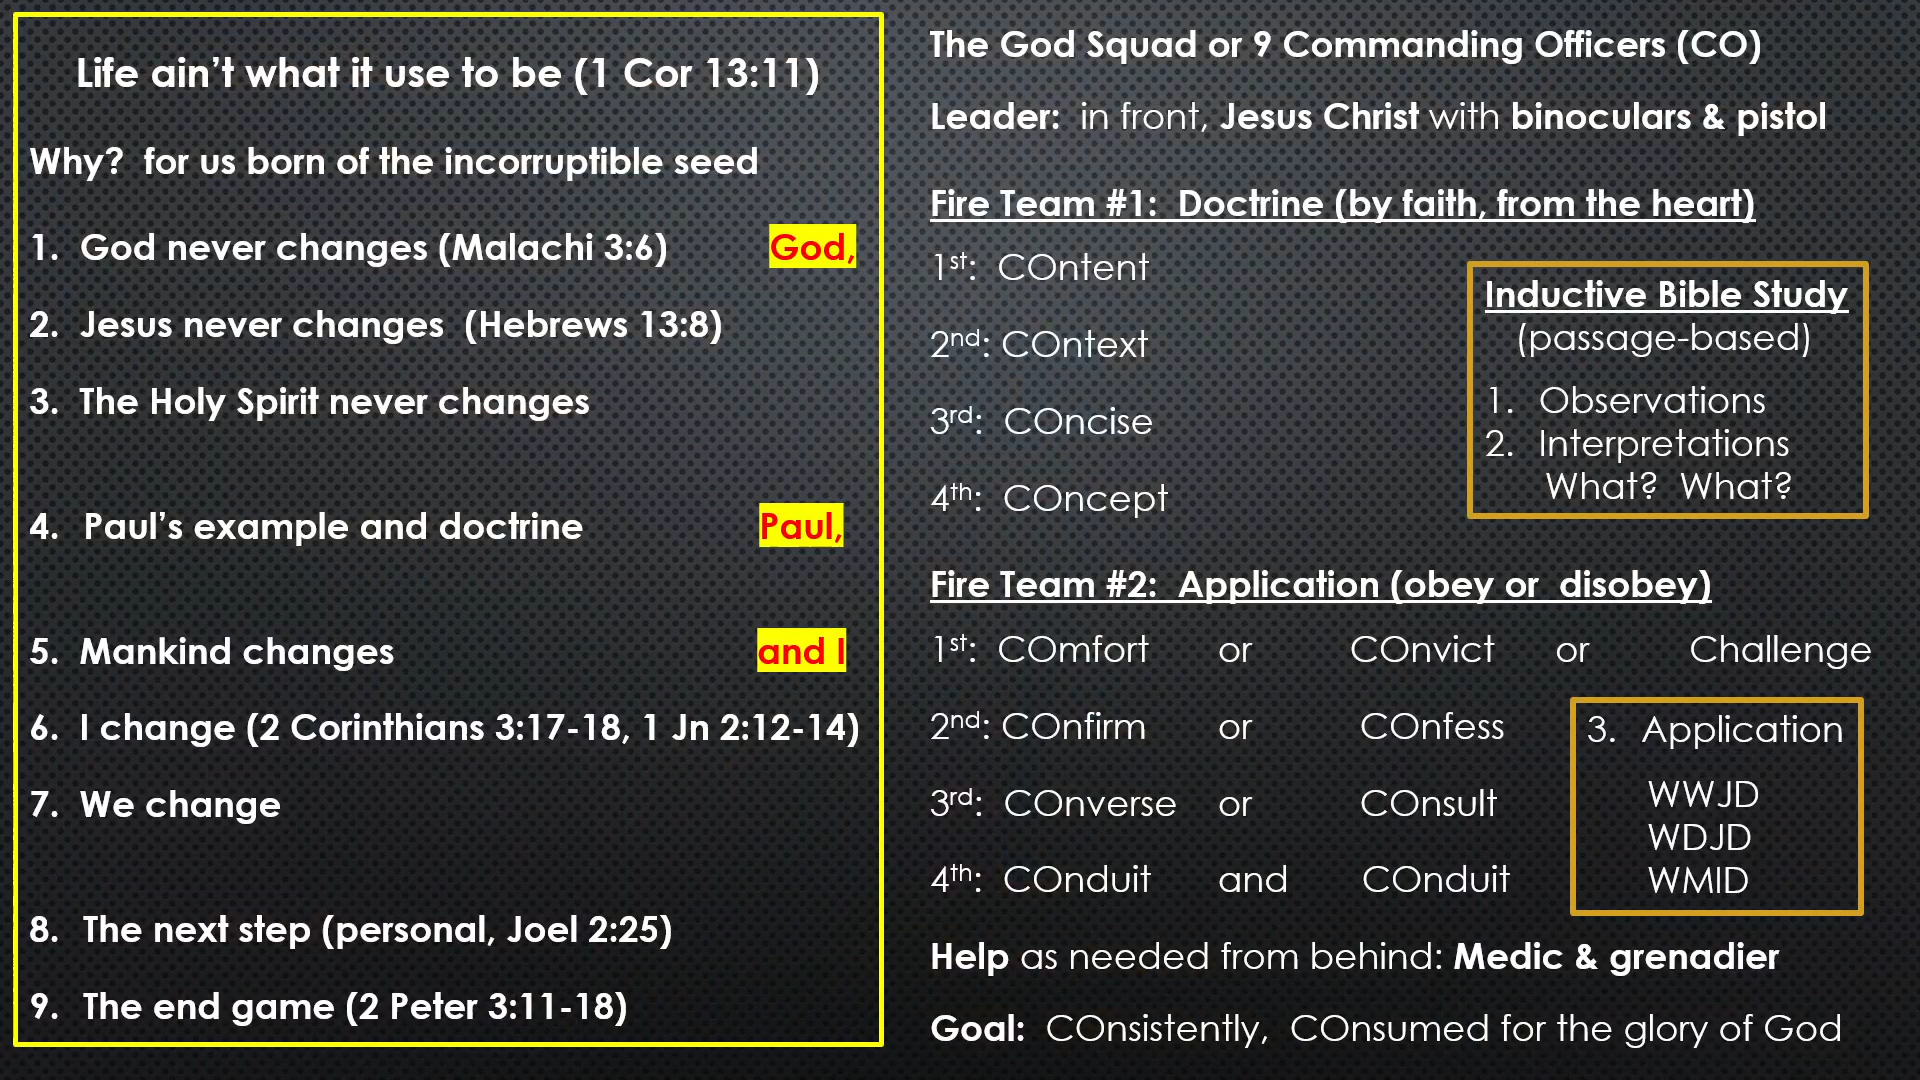 Life ain’t what it use to be (1 Cor 13:11)
Why?  for us born of the incorruptible seed
1.  God never changes (Malachi 3:6)  God,
2.  Jesus never changes  (Hebrews 13:8)
3.  The Holy Spirit never changes
4.  Paul’s example and doctrine  Paul,
5.  Mankind changes  and I
6.  I change (2 Corinthians 3:17-18, 1 Jn 2:12-14)
7.  We change
8.  The next step (personal, Joel 2:25)
9.  The end game (2 Peter 3:11-18)
The God Squad or 9 Commanding Officers (CO)
Leader:  in front, Jesus Christ with binoculars & pistol
Fire Team #1:  Doctrine (by faith, from the heart)
1st:  COntent
2nd: COntext
3rd:  COncise
4th:  COncept
Inductive Bible Study
(passage-based)
1.  Observations
2.  Interpretations
What?  What?
Fire Team #2:  Application (obey or  disobey)
1st:  COmfort  or  COnvict  or  Challenge
2nd: COnfirm  or  COnfess
3rd:  COnverse  or  COnsult
4th:  COnduit  and  COnduit
3.  Application
WWJD
WDJD
WMID
Help as needed from behind: Medic & grenadier
Goal:  COnsistently,  COnsumed for the glory of God